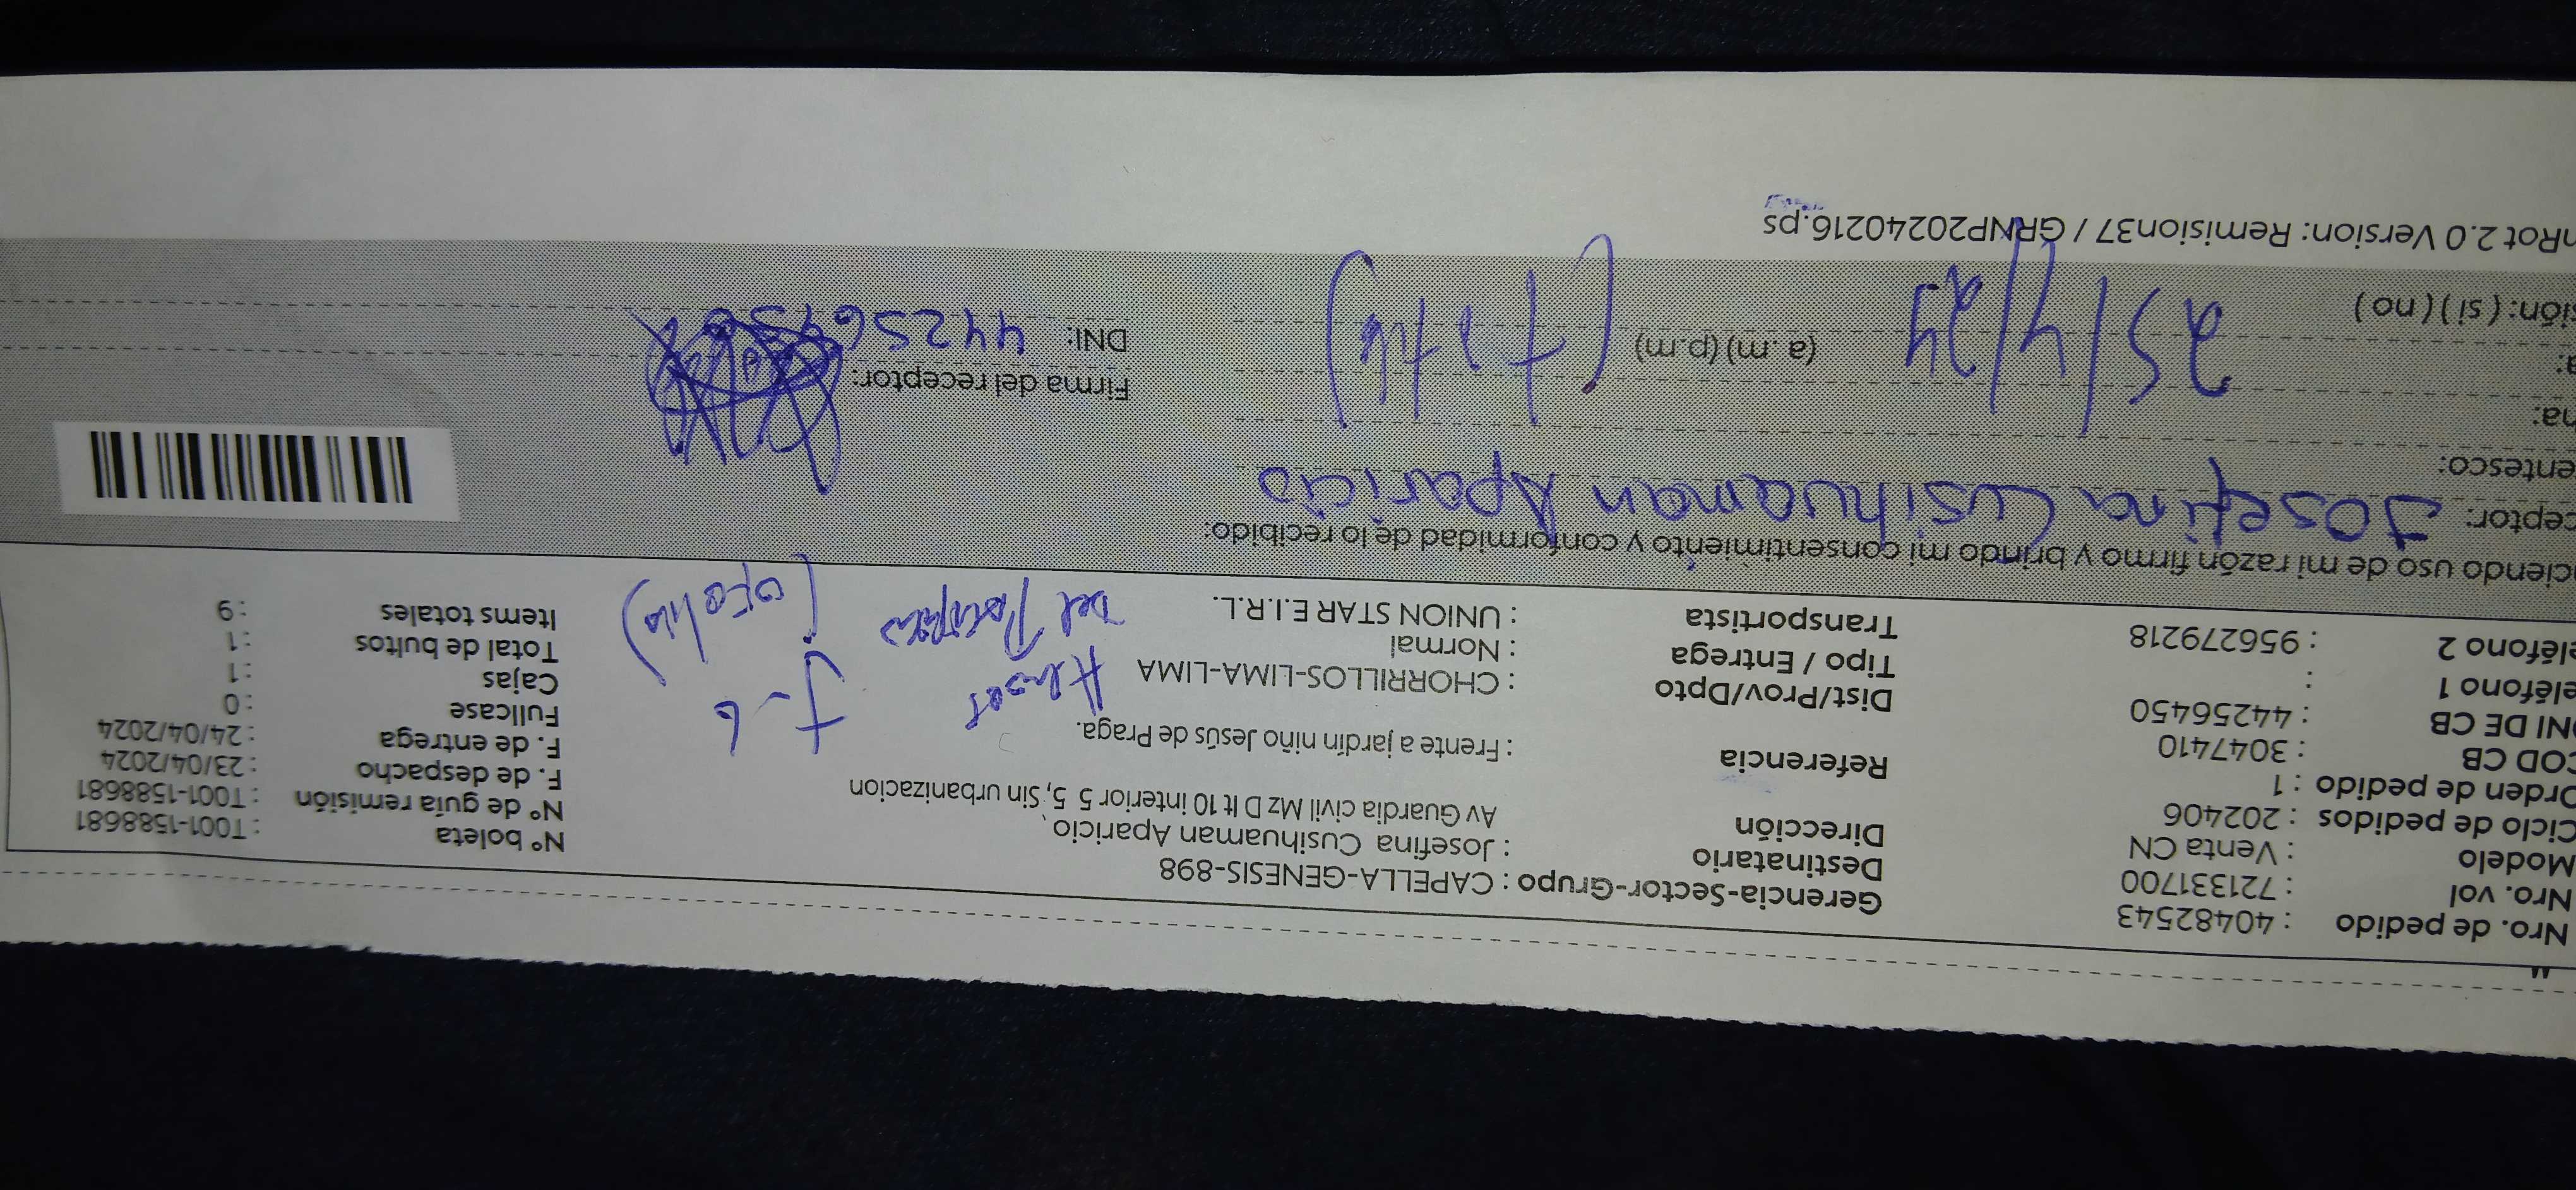 Nro. de pedido : 40482543
Nro. vol : 721331700
Modelo : Venta CN
Ciclo de pedidos : 202406
Orden de pedido : 1
COD CB : 3047410
DNI DE CB : 44256450
eléfono 1 :
eléfono 2 : 956279218
Gerencia-Sector-Grupo : CAPELLA-GENESIS-898
Destinatario : Josefina Cusihuaman Aparicio
Dirección Av Guardia civil Mz D lt 10 interior 5 5, Sin urbanizacion
Referencia : Frente a jardín niño Jesús de Praga.
Dist/Prov/Dpto : CHORRILLOS-LIMA-LIMA
Tipo / Entrega : Normal
Transportista : UNION STAR E.I.R.L.
J-6
Del
N° boleta : T001-1588681
N° de guía remisión : T001-1588681
F. de despacho : 23/04/2024
F. de entrega : 24/04/2024
Fullcase : 0
Cajas : 1
Total de bultos : 1
Items totales : 9
ciendo uso de mi razón firmo y brindo mi consentimiento y conformidad de lo recibido:
ceptor: Josefina Cusihuaman Aparicio
entesco:
ha:
a: 25/4/24 (a.m) (p.m)
sión: ( si ) ( no )
Firma del receptor:
DNI: 44256450
nRot 2.0 Version: Remision37 / GRNP20240216.ps